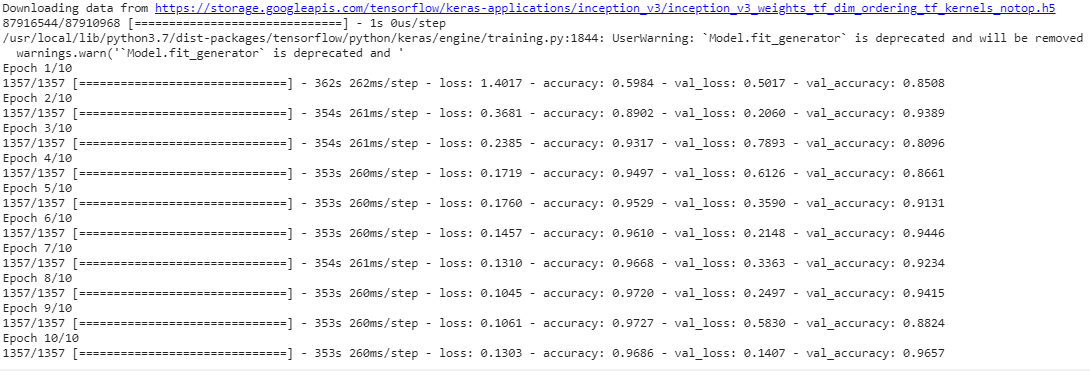 Downloading data from https://storage.googleapis.com/tensorflow/keras-applications/inception_v3/inception_v3_weights_tf_dim_ordering_tf_kernels_notop.h5
87916544/87910968 [==============================] - 1s 0us/step
/usr/local/lib/python3.7/dist-packages/tensorflow/python/keras/engine/training.py:1844: UserWarning: `Model.fit_generator` is deprecated and will be removed
  warnings.warn('`Model.fit_generator` is deprecated and '
Epoch 1/10
1357/1357 [==============================] - 362s 262ms/step - loss: 1.4017 - accuracy: 0.5984 - val_loss: 0.5017 - val_accuracy: 0.8508
Epoch 2/10
1357/1357 [==============================] - 354s 261ms/step - loss: 0.3681 - accuracy: 0.8902 - val_loss: 0.2060 - val_accuracy: 0.9389
Epoch 3/10
1357/1357 [==============================] - 354s 261ms/step - loss: 0.2385 - accuracy: 0.9317 - val_loss: 0.7893 - val_accuracy: 0.8096
Epoch 4/10
1357/1357 [==============================] - 353s 260ms/step - loss: 0.1719 - accuracy: 0.9497 - val_loss: 0.6126 - val_accuracy: 0.8661
Epoch 5/10
1357/1357 [==============================] - 353s 260ms/step - loss: 0.1760 - accuracy: 0.9529 - val_loss: 0.3590 - val_accuracy: 0.9131
Epoch 6/10
1357/1357 [==============================] - 353s 260ms/step - loss: 0.1457 - accuracy: 0.9610 - val_loss: 0.2148 - val_accuracy: 0.9446
Epoch 7/10
1357/1357 [==============================] - 354s 261ms/step - loss: 0.1310 - accuracy: 0.9668 - val_loss: 0.3363 - val_accuracy: 0.9234
Epoch 8/10
1357/1357 [==============================] - 353s 260ms/step - loss: 0.1045 - accuracy: 0.9720 - val_loss: 0.2497 - val_accuracy: 0.9415
Epoch 9/10
1357/1357 [==============================] - 353s 260ms/step - loss: 0.1061 - accuracy: 0.9727 - val_loss: 0.5830 - val_accuracy: 0.8824
Epoch 10/10
1357/1357 [==============================] - 353s 260ms/step - loss: 0.1303 - accuracy: 0.9686 - val_loss: 0.1407 - val_accuracy: 0.9657